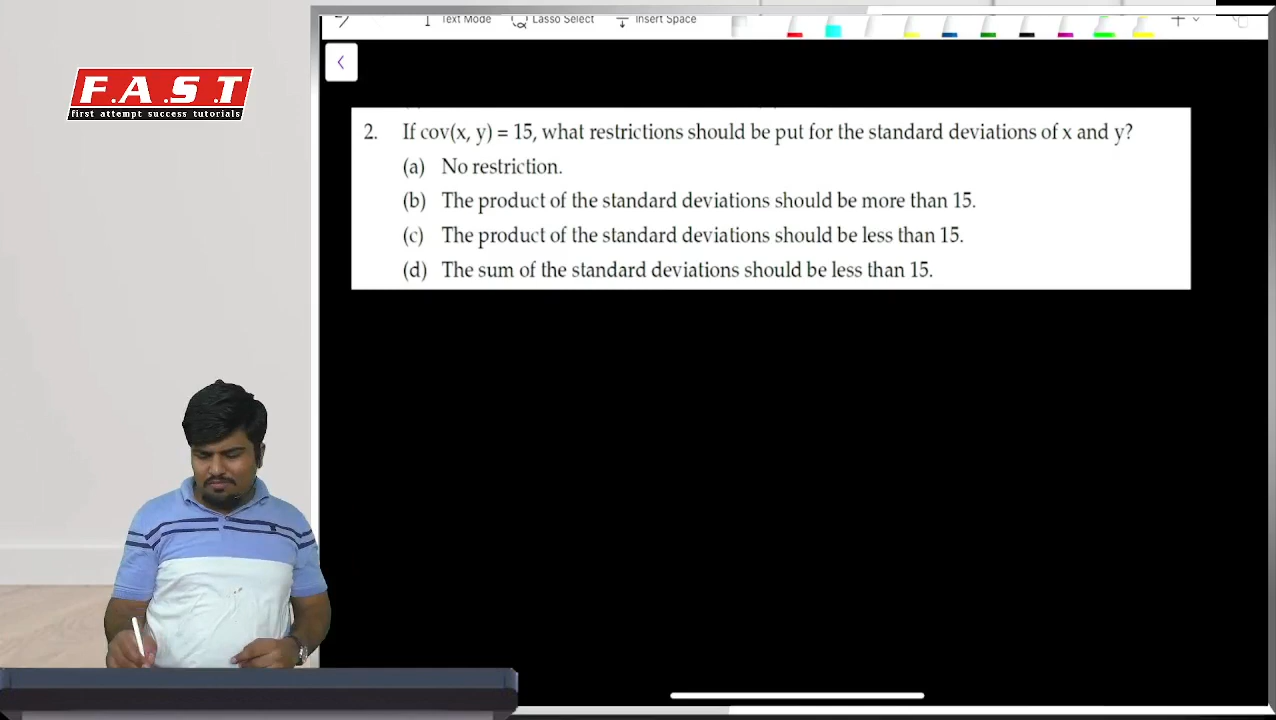 Text Mode Lasso Select Insert Space
F.A.S.T
first attempt success tutorials
2. If cov(x, y) = 15, what restrictions should be put for the standard deviations of x and y?
(a) No restriction.
(b) The product of the standard deviations should be more than 15.
(c) The product of the standard deviations should be less than 15.
(d) The sum of the standard deviations should be less than 15.